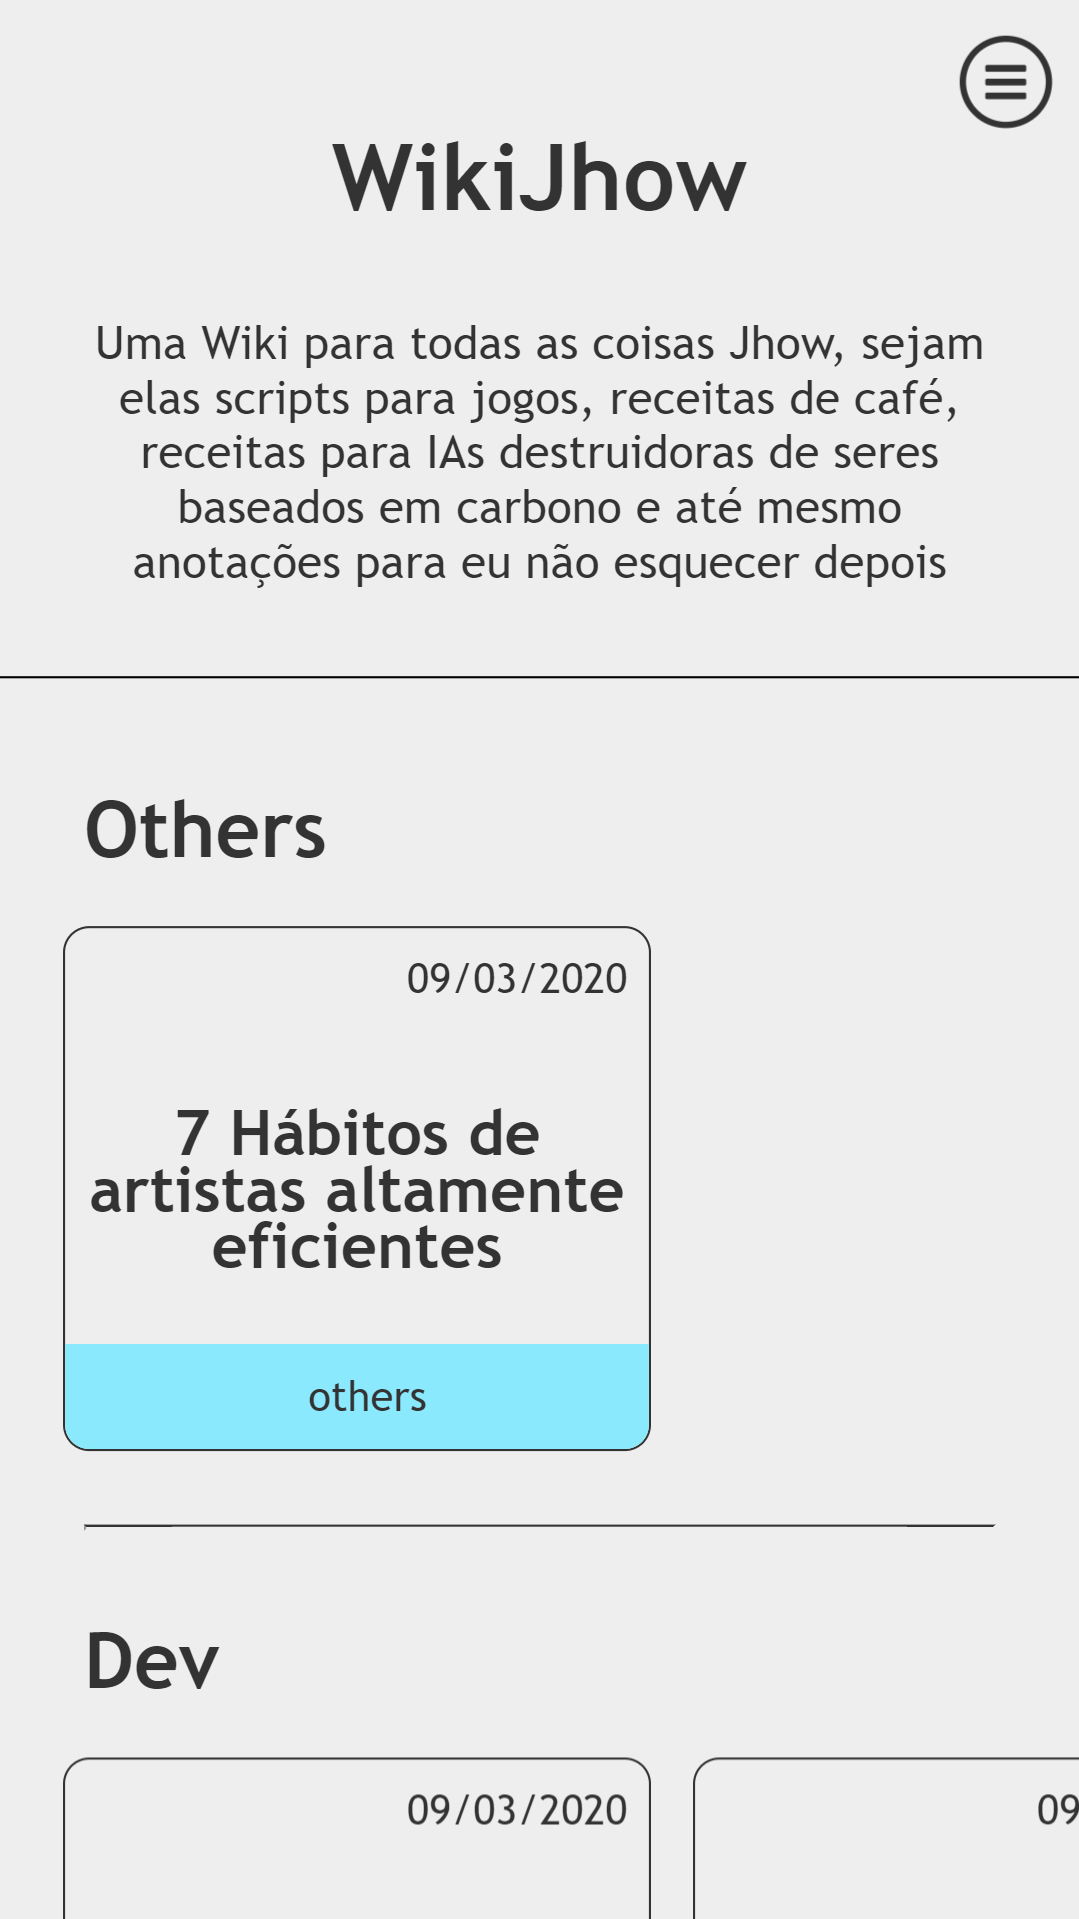 WikiJhow
Uma Wiki para todas as coisas Jhow, sejam
elas scripts para jogos, receitas de café,
receitas para IAs destruidoras de seres
baseados em carbono e até mesmo
anotações para eu não esquecer depois
Others
09/03/2020
7 Hábitos de
artistas altamente
eficientes
others
Dev
09/03/2020
09